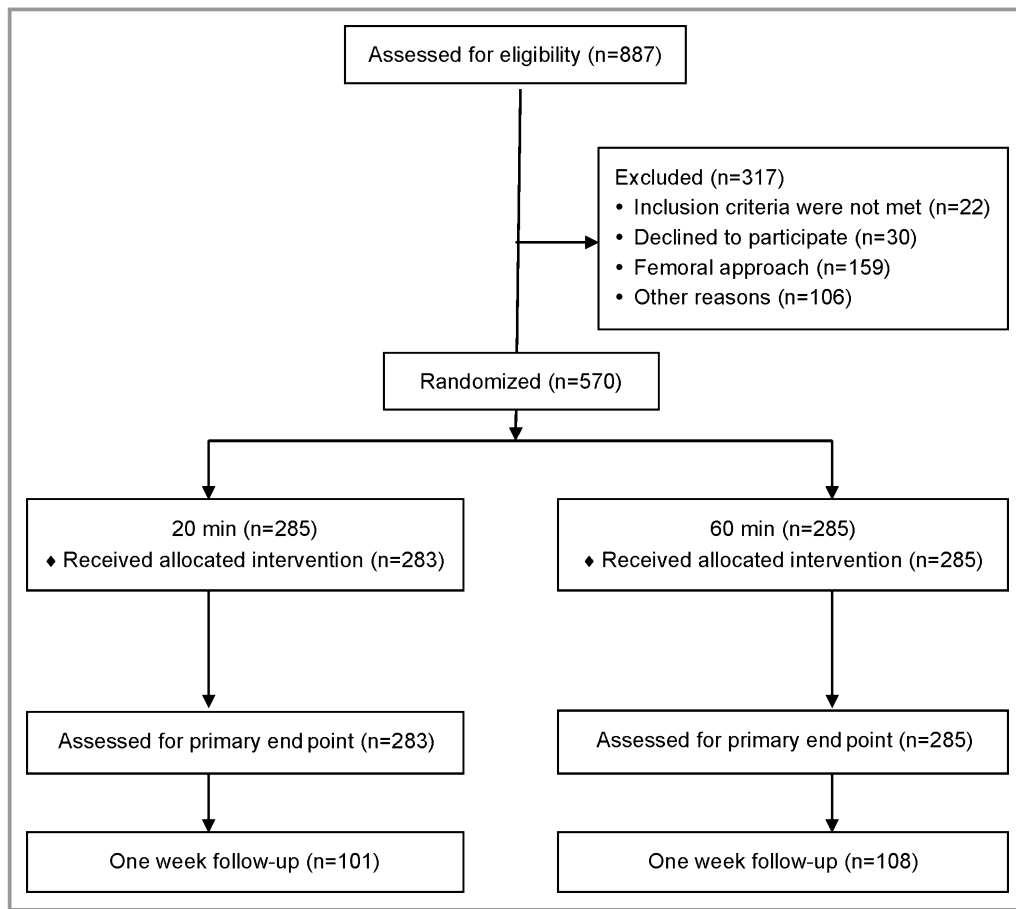 Assessed for eligibility (n=887)
Excluded (n=317)
• Inclusion criteria were not met (n=22)
• Declined to participate (n=30)
• Femoral approach (n=159)
• Other reasons (n=106)
Randomized (n=570)
20 min (n=285)
♦ Received allocated intervention (n=283)
60 min (n=285)
♦ Received allocated intervention (n=285)
Assessed for primary end point (n=283)
Assessed for primary end point (n=285)
One week follow-up (n=101)
One week follow-up (n=108)